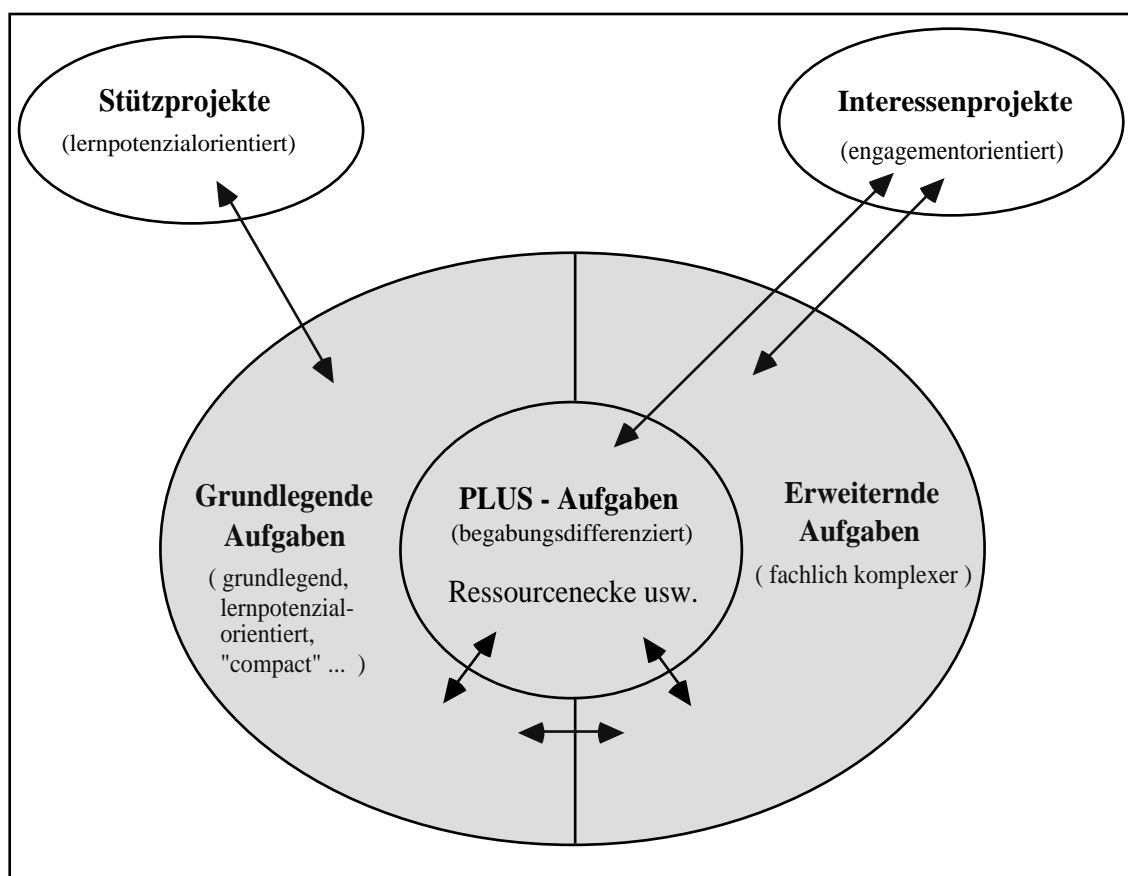 Stützprojekte
(lernpotenzialorientiert)
Interessenprojekte
(engagementorientiert)
Grundlegende
Aufgaben
( grundlegend,
lernpotenzial-
orientiert,
"compact" ... )
PLUS - Aufgaben
(begabungsdifferenziert)
Ressourcenecke usw.
Erweiternde
Aufgaben
( fachlich komplexer )